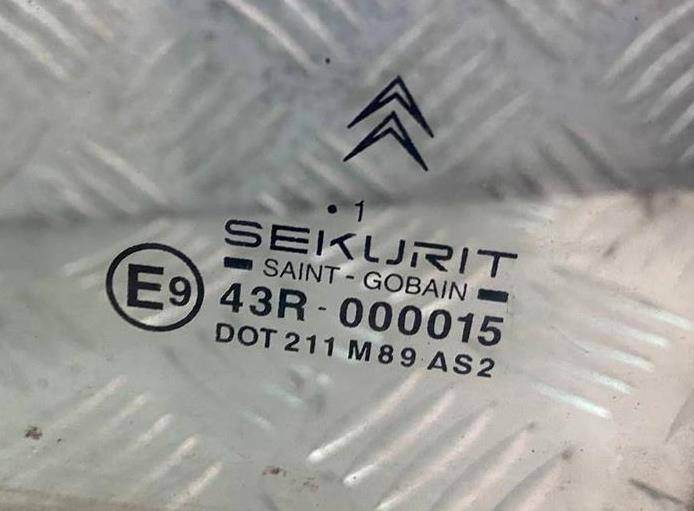 • 1
SEKURIT
SAINT - GOBAIN
E9 43R - 000015
DOT 211 M89 AS2